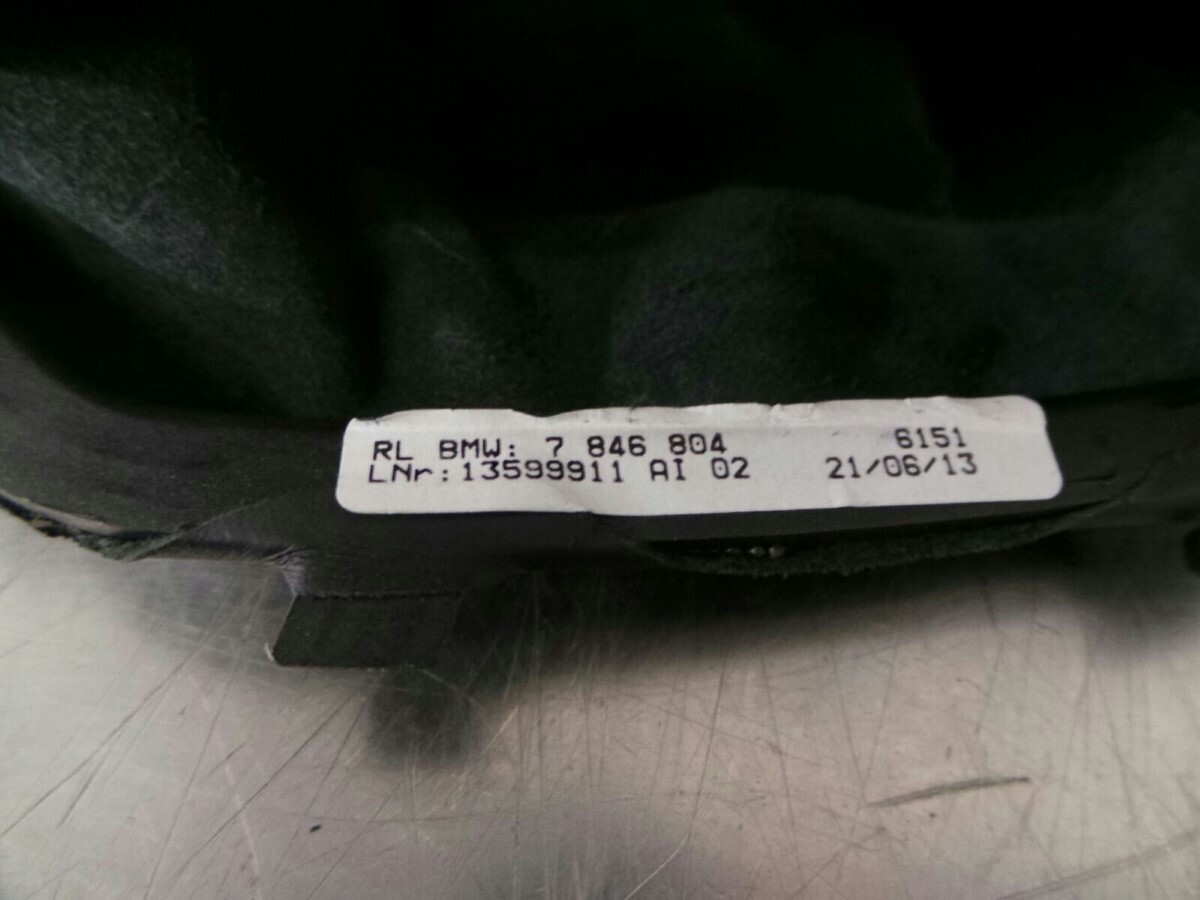 RL BMW: 7 846 804 6151
LNr:13599911 AI 02 21/06/13